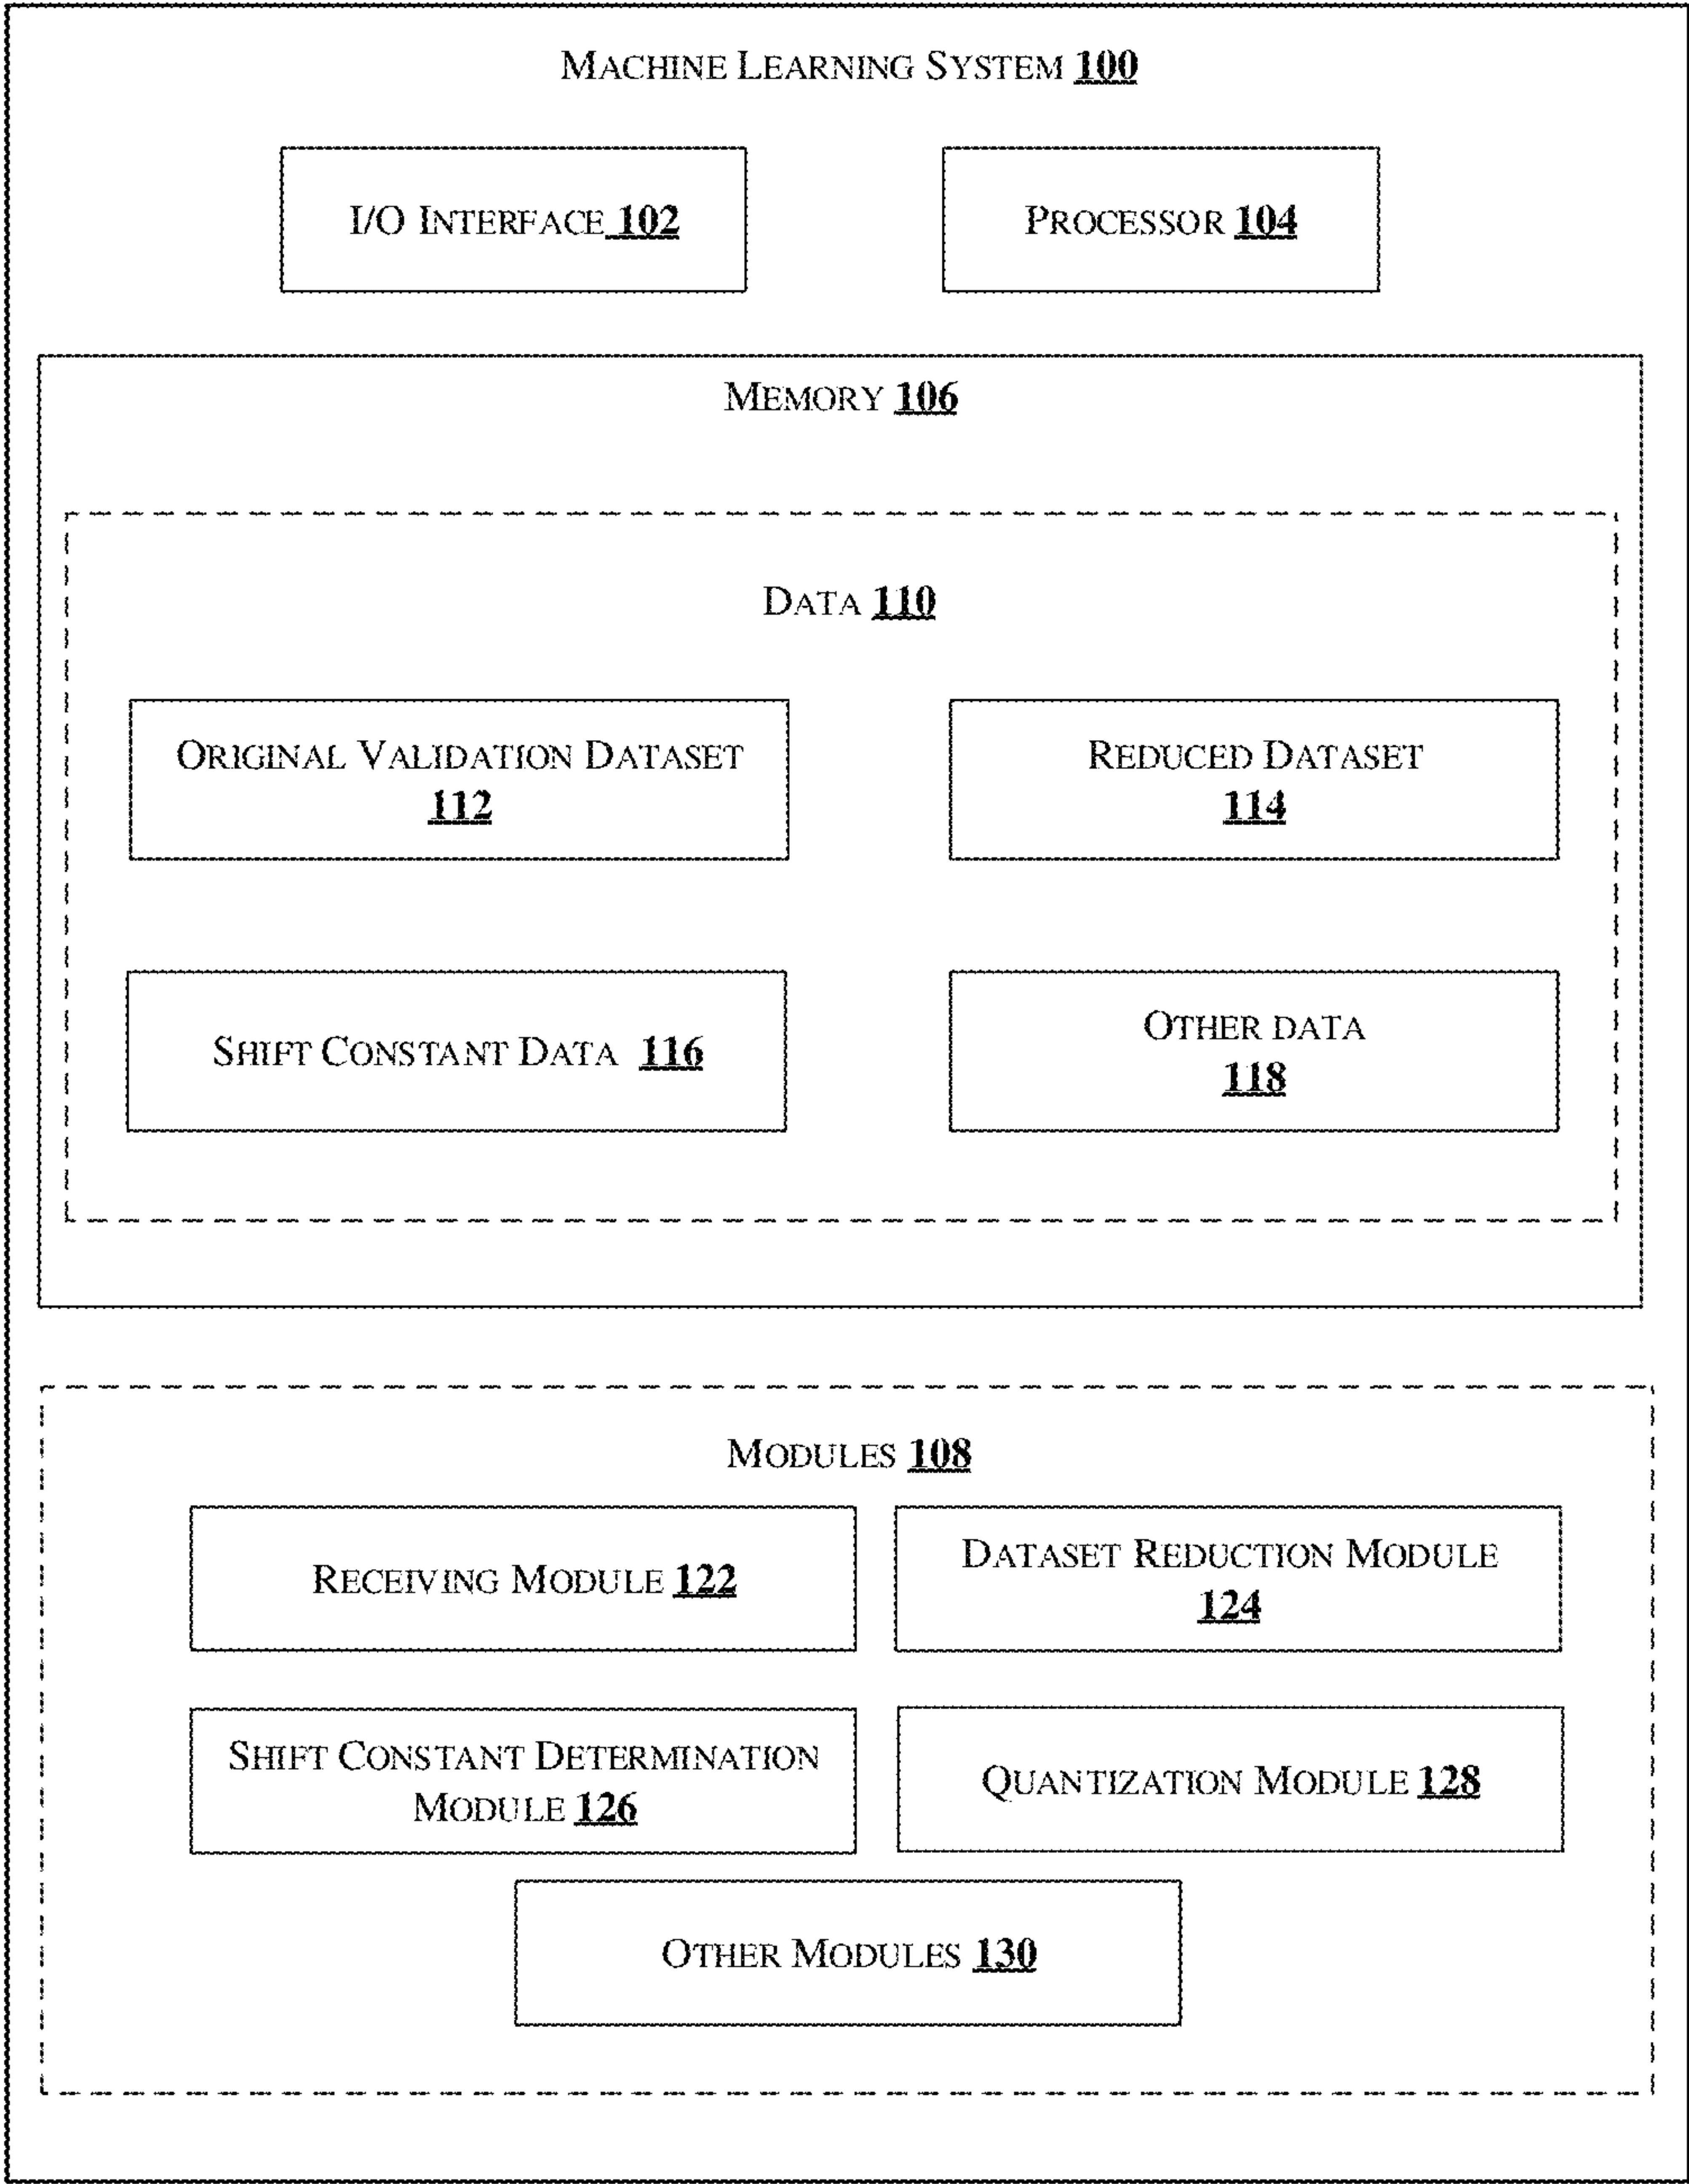 MACHINE LEARNING SYSTEM 100
I/O INTERFACE 102
PROCESSOR 104
MEMORY 106
DATA 110
ORIGINAL VALIDATION DATASET
112
REDUCED DATASET
114
SHIFT CONSTANT DATA 116
OTHER DATA
118
MODULES 108
RECEIVING MODULE 122
DATASET REDUCTION MODULE
124
SHIFT CONSTANT DETERMINATION
MODULE 126
QUANTIZATION MODULE 128
OTHER MODULES 130